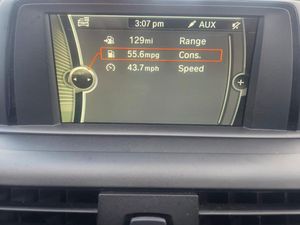 3:07 pm AUX
129mi Range
55.6mpg Cons.
43.7mph Speed
+